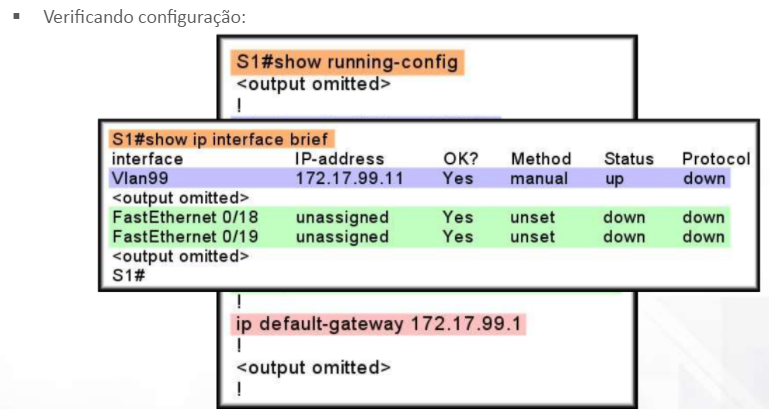 ▪ Verificando configuração:
S1#show running-config
<output omitted>
!
S1#show ip interface brief
interface IP-address OK? Method Status Protocol
Vlan99 172.17.99.11 Yes manual up down
<output omitted>
FastEthernet 0/18 unassigned Yes unset down down
FastEthernet 0/19 unassigned Yes unset down down
<output omitted>
S1#
!
ip default-gateway 172.17.99.1
!
<output omitted>
!